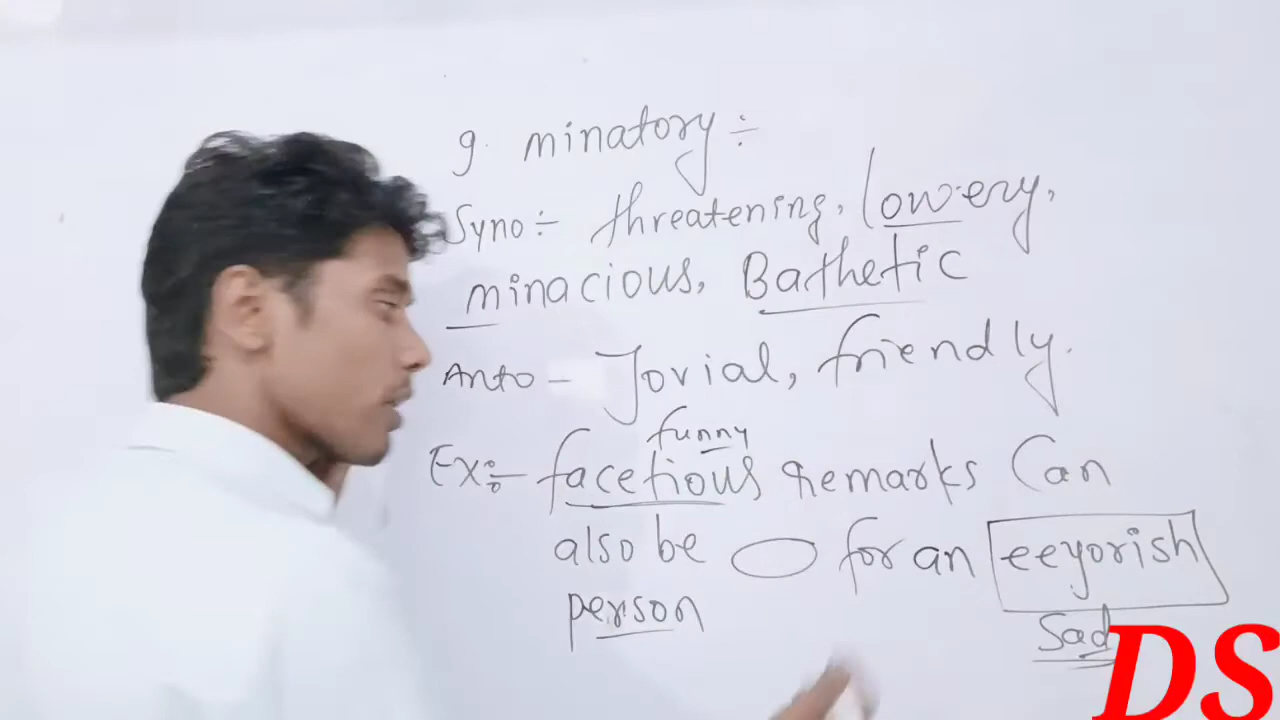 9. minatory ÷
Syno ÷ threatening, lowery,
minacious, Bathetic
Anto - Jovial, friendly.
funny
Ex:- facetious remarks Can
also be for an eeyorish
person
Sad
DS